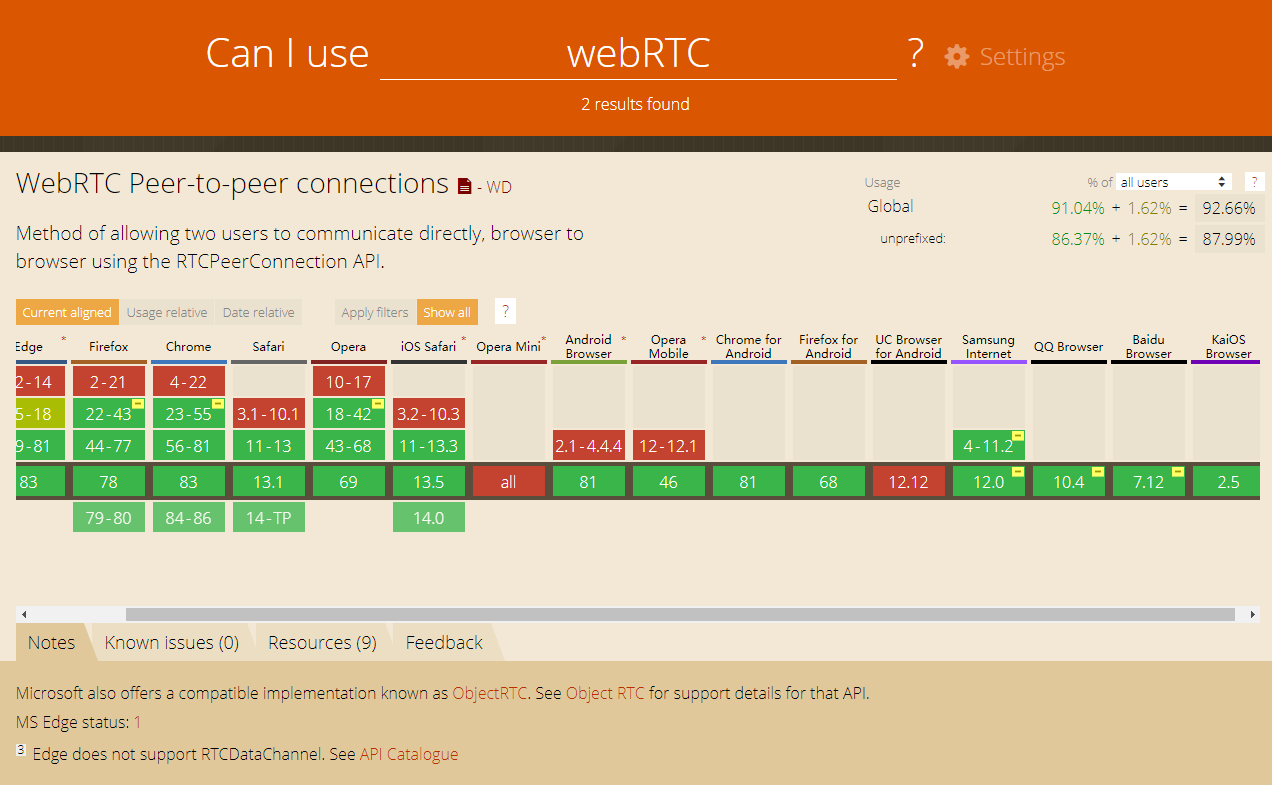 Can I use webRTC ? Settings
2 results found
WebRTC Peer-to-peer connections - WD
Usage % of all users ?
Global 91.04% + 1.62% = 92.66%
unprefixed: 86.37% + 1.62% = 87.99%
Method of allowing two users to communicate directly, browser to
browser using the RTCPeerConnection API.
Current aligned Usage relative Date relative Apply filters Show all ?
Edge * Firefox Chrome Safari Opera iOS Safari * Opera Mini * Android Browser * Opera Mobile * Chrome for Android Firefox for Android UC Browser for Android Samsung Internet QQ Browser Baidu Browser KaiOS Browser
2-14 2-21 4-22 10-17
5-18 22-43 23-55 3.1-10.1 18-42 3.2-10.3
9-81 44-77 56-81 11-13 43-68 11-13.3 2.1-4.4.4 12-12.1 4-11.2
83 78 83 13.1 69 13.5 all 81 46 81 68 12.12 12.0 10.4 7.12 2.5
79-80 84-86 14-TP 14.0
Notes Known issues (0) Resources (9) Feedback
Microsoft also offers a compatible implementation known as ObjectRTC. See Object RTC for support details for that API.
MS Edge status: 1
3 Edge does not support RTCDataChannel. See API Catalogue